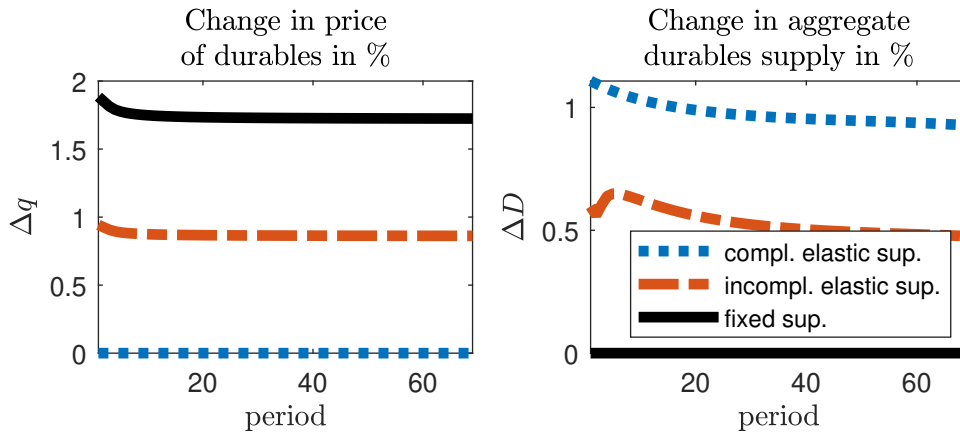 Change in price
of durables in %
2
1.5
1
0.5
0
Δq
20 40 60
period
Change in aggregate
durables supply in %
1
0.5
0
ΔD
compl. elastic sup.
incompl. elastic sup.
fixed sup.
20 40 60
period